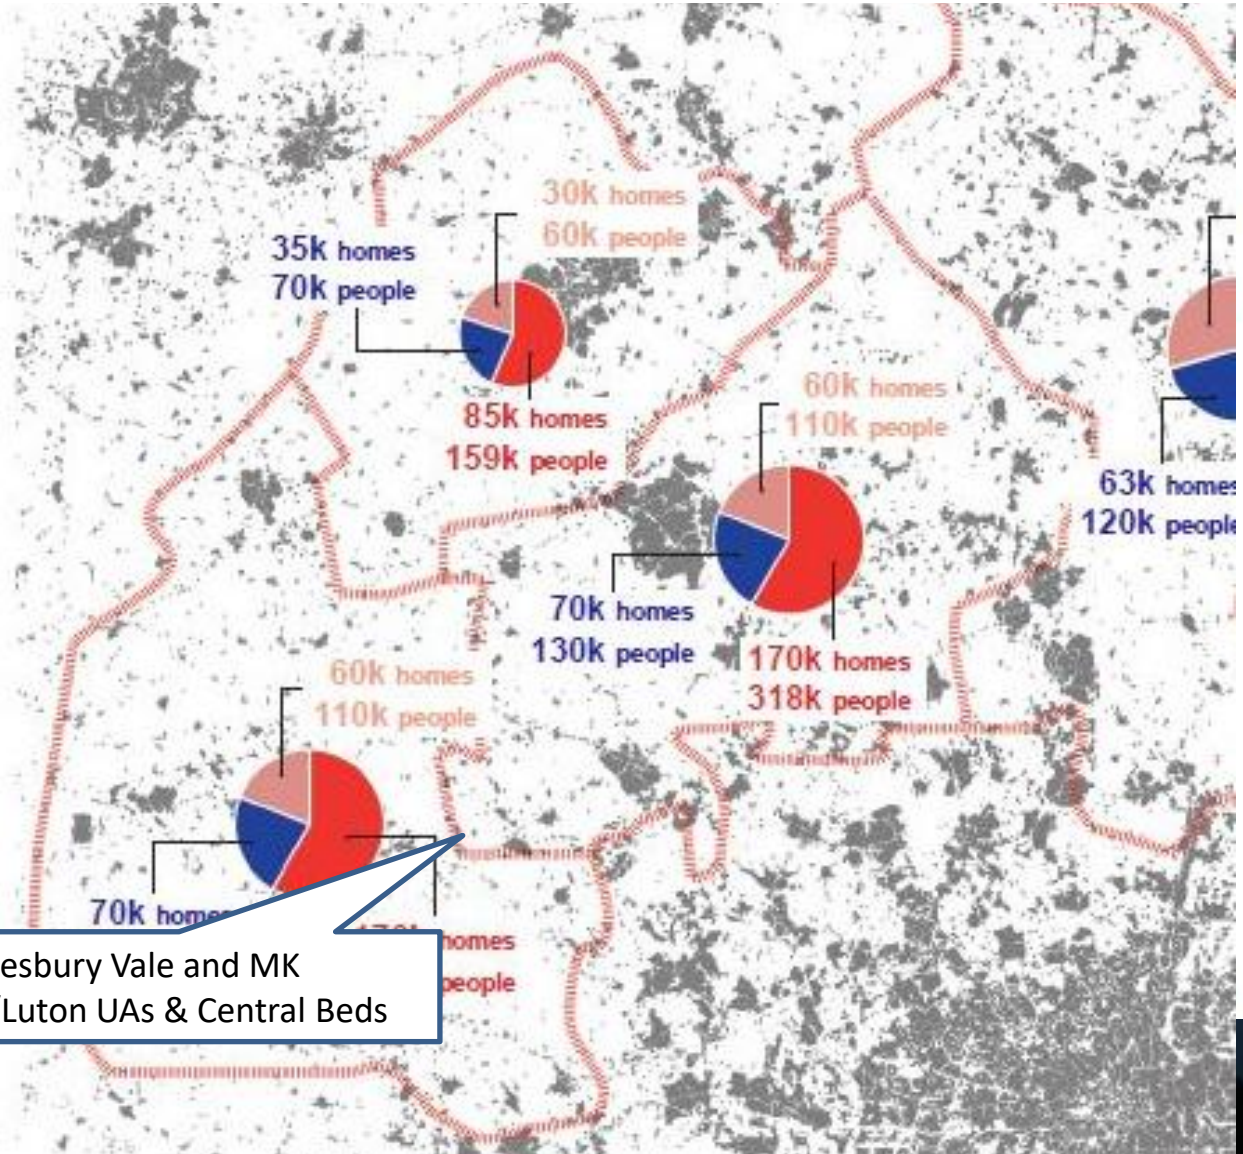 30k homes
60k people
35k homes
70k people
85k homes
159k people
60k homes
110k people
63k homes
120k people
70k homes
130k people
170k homes
318k people
60k homes
110k people
70k
homes
people
esbury Vale and MK
Luton UAs & Central Beds